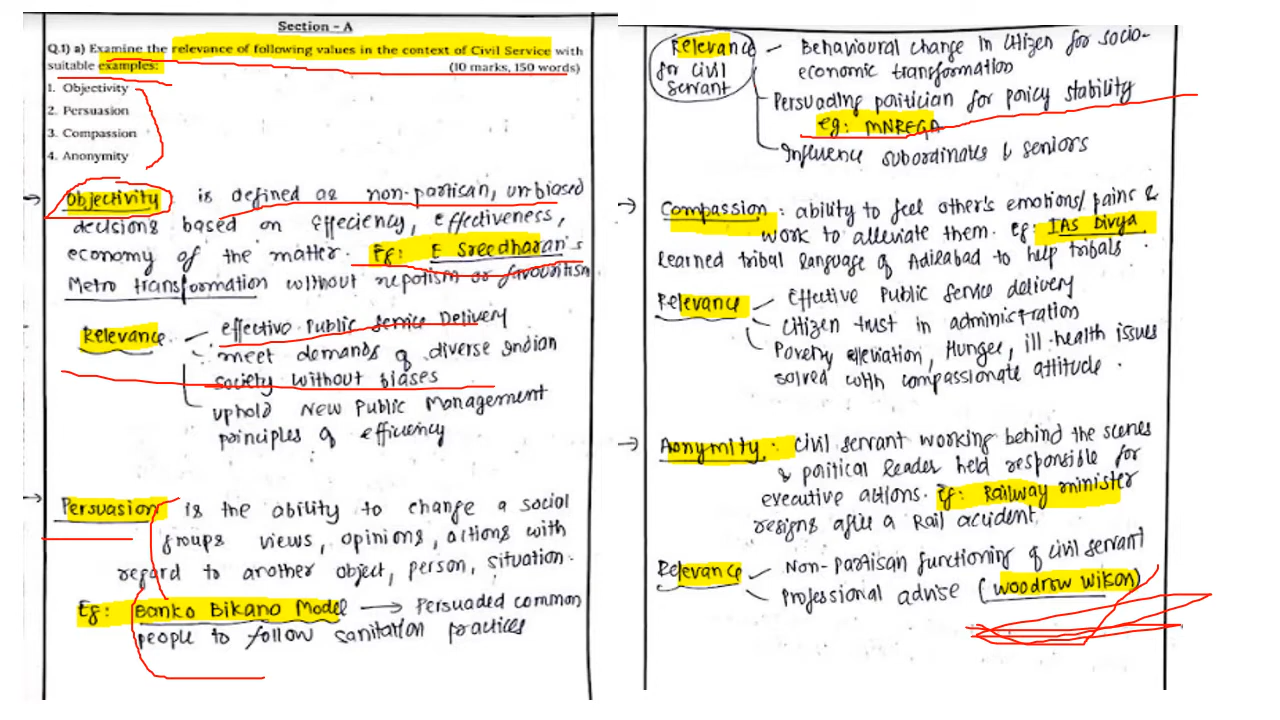 Section – A
Q.1) a) Examine the relevance of following values in the context of Civil Service with
suitable examples: (10 marks, 150 words)
1. Objectivity
2. Persuasion
3. Compassion
4. Anonymity
→ Objectivity is defined as non-partisan, unbiased
decisions based on effeciency, effectiveness,
economy of the matter. Eg: E Sreedharan's
Metro transformation without nepotism or favouritism
Relevance – effective Public Service Delivery
– meet demands of diverse Indian
society without biases
– uphold New Public Management
principles of efficiency
→ Persuasion is the ability to change a social
groups views, opinions, actions with
regard to another object, person, situation.
Eg: Banko Bikano Model → Persuaded common
people to follow sanitation practices
Relevance for civil servant – Behavioural change in citizen for socio-
economic transformation
– Persuading politician for policy stability
eg: MNREGA
– Influence subordinates & seniors
→ Compassion : ability to feel other's emotions/ pains &
work to alleviate them. eg: IAS Divya
learned tribal language of Adilabad to help tribals.
Relevance – Effective Public service delivery
– Citizen trust in administration
– Poverty alleviation, Hunger, ill-health issues
solved with compassionate attitude.
→ Aonymity : civil servant working behind the scenes
& political leader held responsible for
executive actions. Eg: Railway minister
resigns after a Rail accident.
Relevance – Non-partisan functioning of civil servant
– Professional advise (Woodrow Wilson)